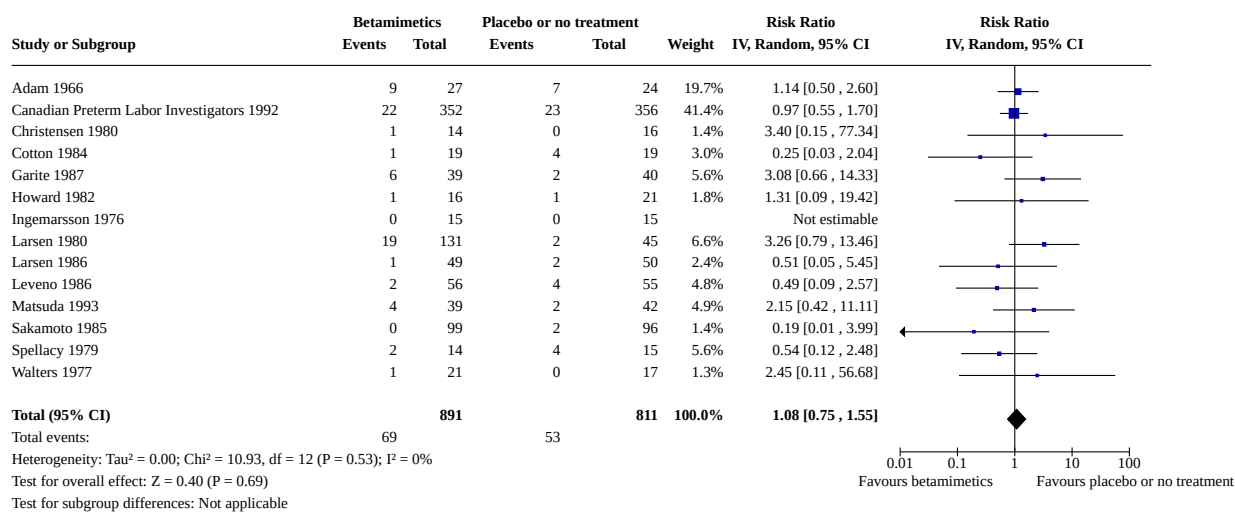 Betamimetics Placebo or no treatment Risk Ratio Risk Ratio
Study or Subgroup Events Total Events Total Weight IV, Random, 95% CI IV, Random, 95% CI
Adam 1966 9 27 7 24 19.7% 1.14 [0.50 , 2.60]
Canadian Preterm Labor Investigators 1992 22 352 23 356 41.4% 0.97 [0.55 , 1.70]
Christensen 1980 1 14 0 16 1.4% 3.40 [0.15 , 77.34]
Cotton 1984 1 19 4 19 3.0% 0.25 [0.03 , 2.04]
Garite 1987 6 39 2 40 5.6% 3.08 [0.66 , 14.33]
Howard 1982 1 16 1 21 1.8% 1.31 [0.09 , 19.42]
Ingemarsson 1976 0 15 0 15 Not estimable
Larsen 1980 19 131 2 45 6.6% 3.26 [0.79 , 13.46]
Larsen 1986 1 49 2 50 2.4% 0.51 [0.05 , 5.45]
Leveno 1986 2 56 4 55 4.8% 0.49 [0.09 , 2.57]
Matsuda 1993 4 39 2 42 4.9% 2.15 [0.42 , 11.11]
Sakamoto 1985 0 99 2 96 1.4% 0.19 [0.01 , 3.99]
Spellacy 1979 2 14 4 15 5.6% 0.54 [0.12 , 2.48]
Walters 1977 1 21 0 17 1.3% 2.45 [0.11 , 56.68]
Total (95% CI) 891 811 100.0% 1.08 [0.75 , 1.55]
Total events: 69 53
Heterogeneity: Tau² = 0.00; Chi² = 10.93, df = 12 (P = 0.53); I² = 0%
0.01 0.1 1 10 100
Test for overall effect: Z = 0.40 (P = 0.69)
Favours betamimetics Favours placebo or no treatment
Test for subgroup differences: Not applicable